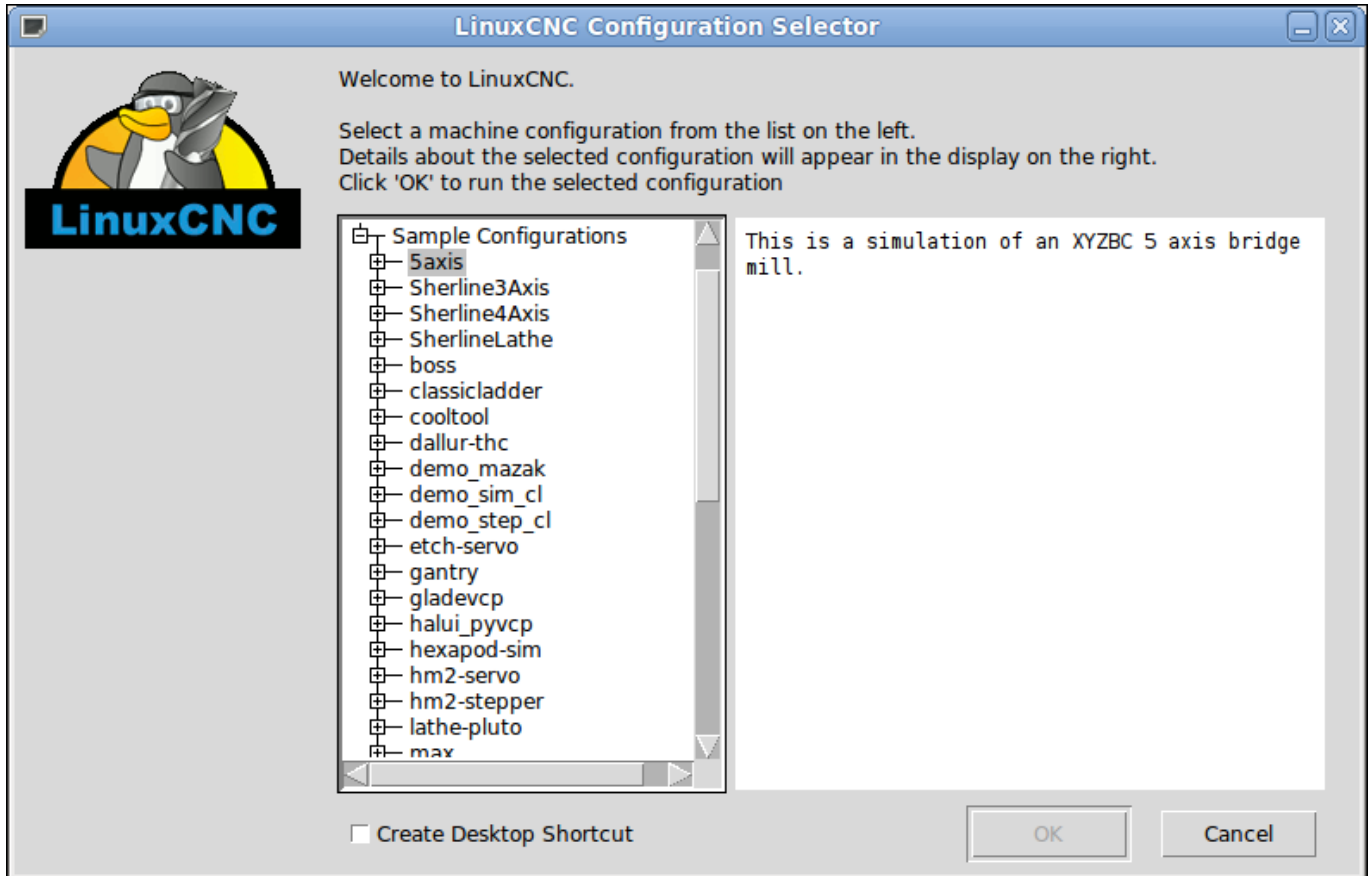 LinuxCNC Configuration Selector
LinuxCNC
Welcome to LinuxCNC.
Select a machine configuration from the list on the left.
Details about the selected configuration will appear in the display on the right.
Click 'OK' to run the selected configuration
Sample Configurations
5axis
Sherline3Axis
Sherline4Axis
SherlineLathe
boss
classicladder
cooltool
dallur-thc
demo_mazak
demo_sim_cl
demo_step_cl
etch-servo
gantry
gladevcp
halui_pyvcp
hexapod-sim
hm2-servo
hm2-stepper
lathe-pluto
max
This is a simulation of an XYZBC 5 axis bridge
mill.
Create Desktop Shortcut
OK
Cancel